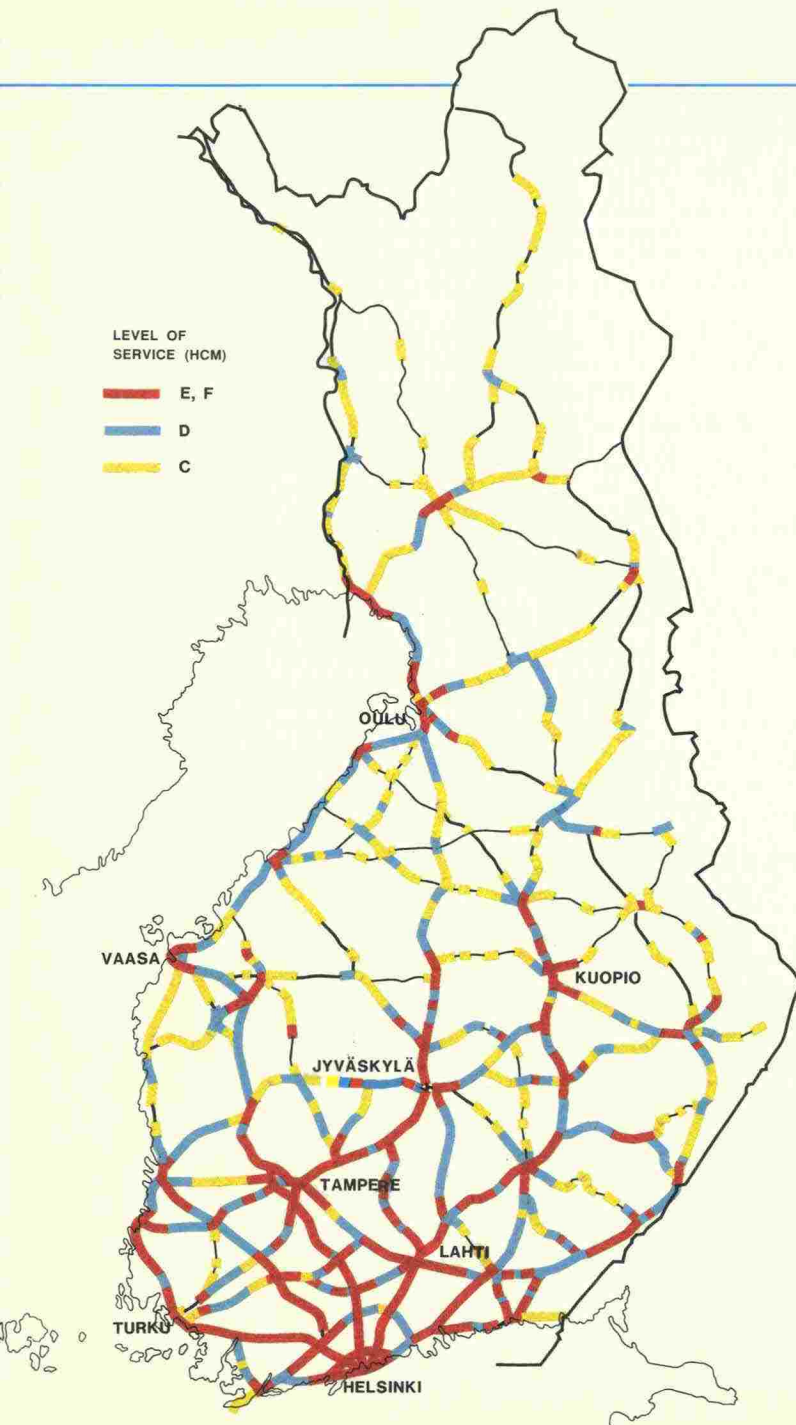 LEVEL OF
SERVICE (HCM)
E, F
D
C
OULU
VAASA
KUOPIO
JYVÄSKYLÄ
TAMPERE
LAHTI
TURKU
HELSINKI